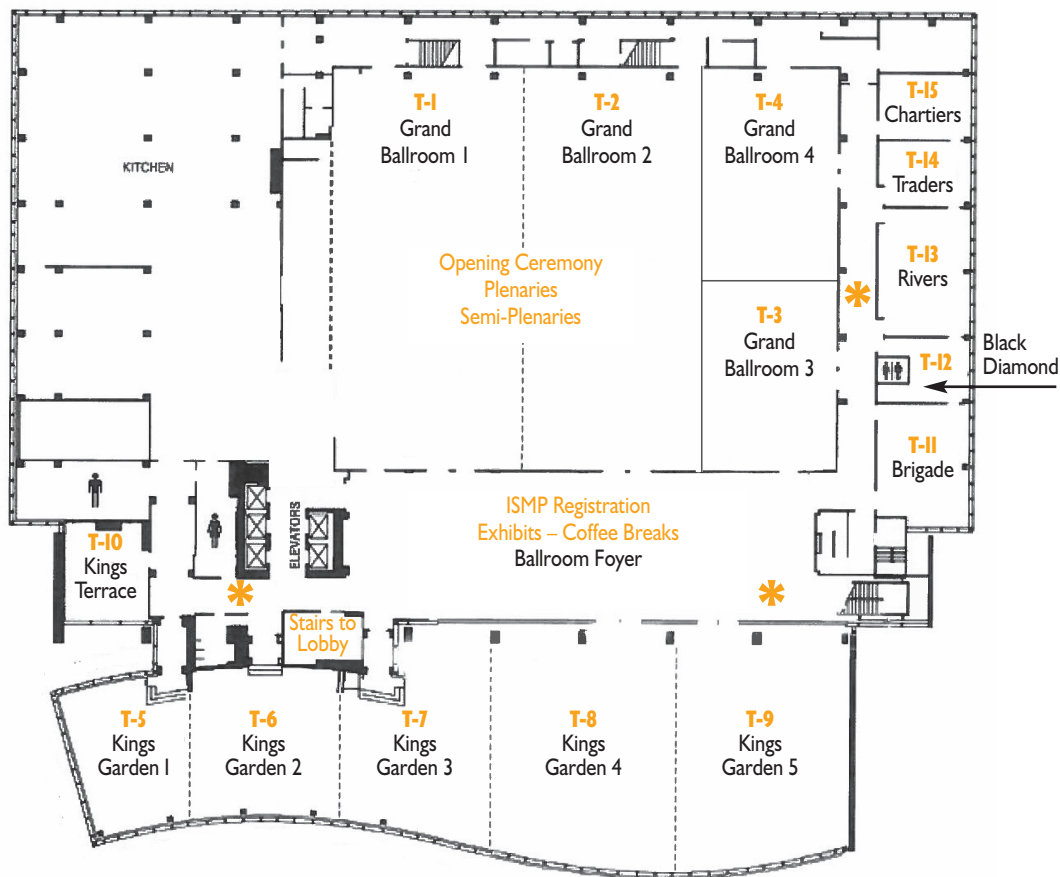 T-1
Grand
Ballroom 1
T-2
Grand
Ballroom 2
T-4
Grand
Ballroom 4
T-15
Chartiers
KITCHEN
T-14
Traders
Opening Ceremony
Plenaries
Semi-Plenaries
T-13
Rivers
*
T-3
Grand
Ballroom 3
T-12
Black
Diamond
T-11
Brigade
ELEVATORS
ISMP Registration
Exhibits – Coffee Breaks
Ballroom Foyer
T-10
Kings
Terrace
*
*
Stairs to
Lobby
T-5
Kings
Garden 1
T-6
Kings
Garden 2
T-7
Kings
Garden 3
T-8
Kings
Garden 4
T-9
Kings
Garden 5